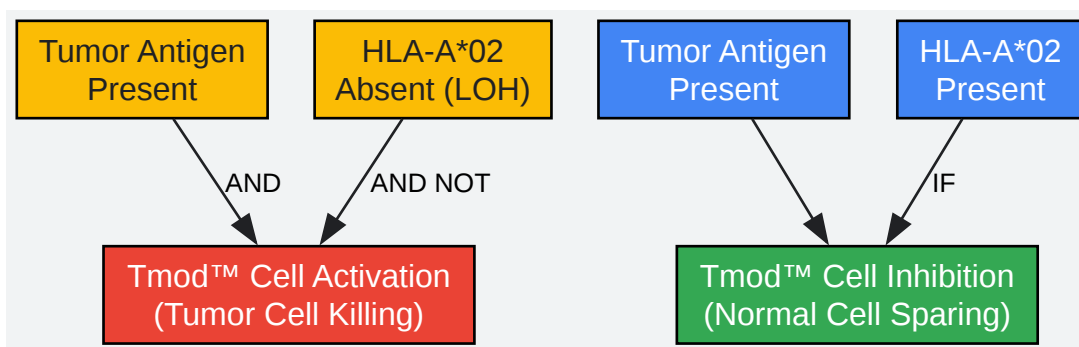 Tumor Antigen
Present
HLA-A*02
Absent (LOH)
Tumor Antigen
Present
HLA-A*02
Present
AND
AND NOT
IF
Tmod™ Cell Activation
(Tumor Cell Killing)
Tmod™ Cell Inhibition
(Normal Cell Sparing)